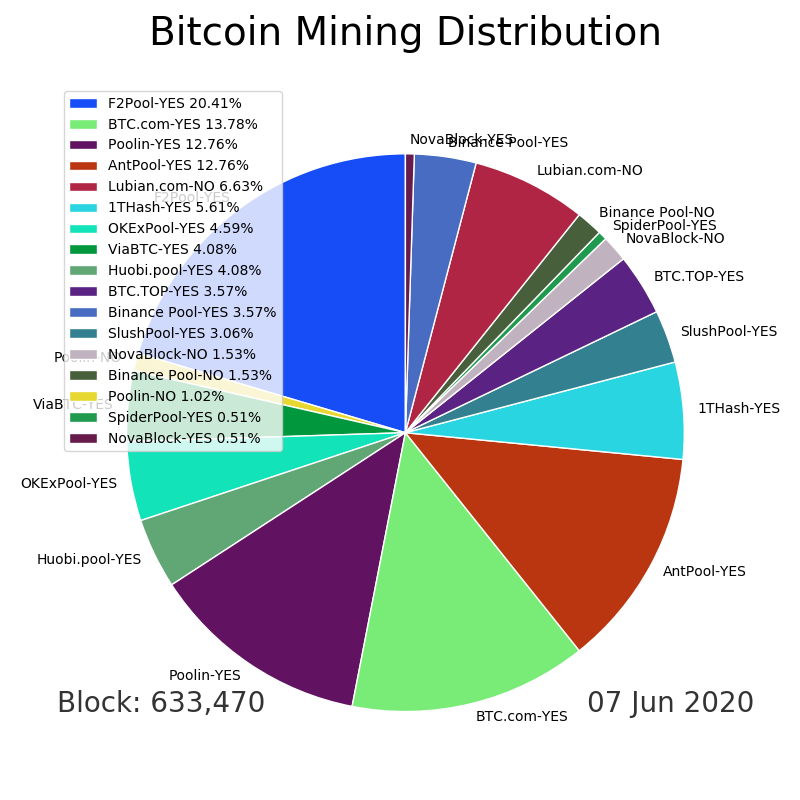 Bitcoin Mining Distribution
F2Pool-YES 20.41%
BTC.com-YES 13.78%
Poolin-YES 12.76%
AntPool-YES 12.76%
Lubian.com-NO 6.63%
1THash-YES 5.61%
OKExPool-YES 4.59%
ViaBTC-YES 4.08%
Huobi.pool-YES 4.08%
BTC.TOP-YES 3.57%
Binance Pool-YES 3.57%
SlushPool-YES 3.06%
NovaBlock-NO 1.53%
Binance Pool-NO 1.53%
Poolin-NO 1.02%
SpiderPool-YES 0.51%
NovaBlock-YES 0.51%
NovaBlock-YES
Binance Pool-YES
Lubian.com-NO
Binance Pool-NO
SpiderPool-YES
NovaBlock-NO
BTC.TOP-YES
SlushPool-YES
1THash-YES
AntPool-YES
BTC.com-YES
Poolin-YES
Huobi.pool-YES
OKExPool-YES
ViaBTC-YES
Poolin-NO
F2Pool-YES
Block: 633,470
07 Jun 2020